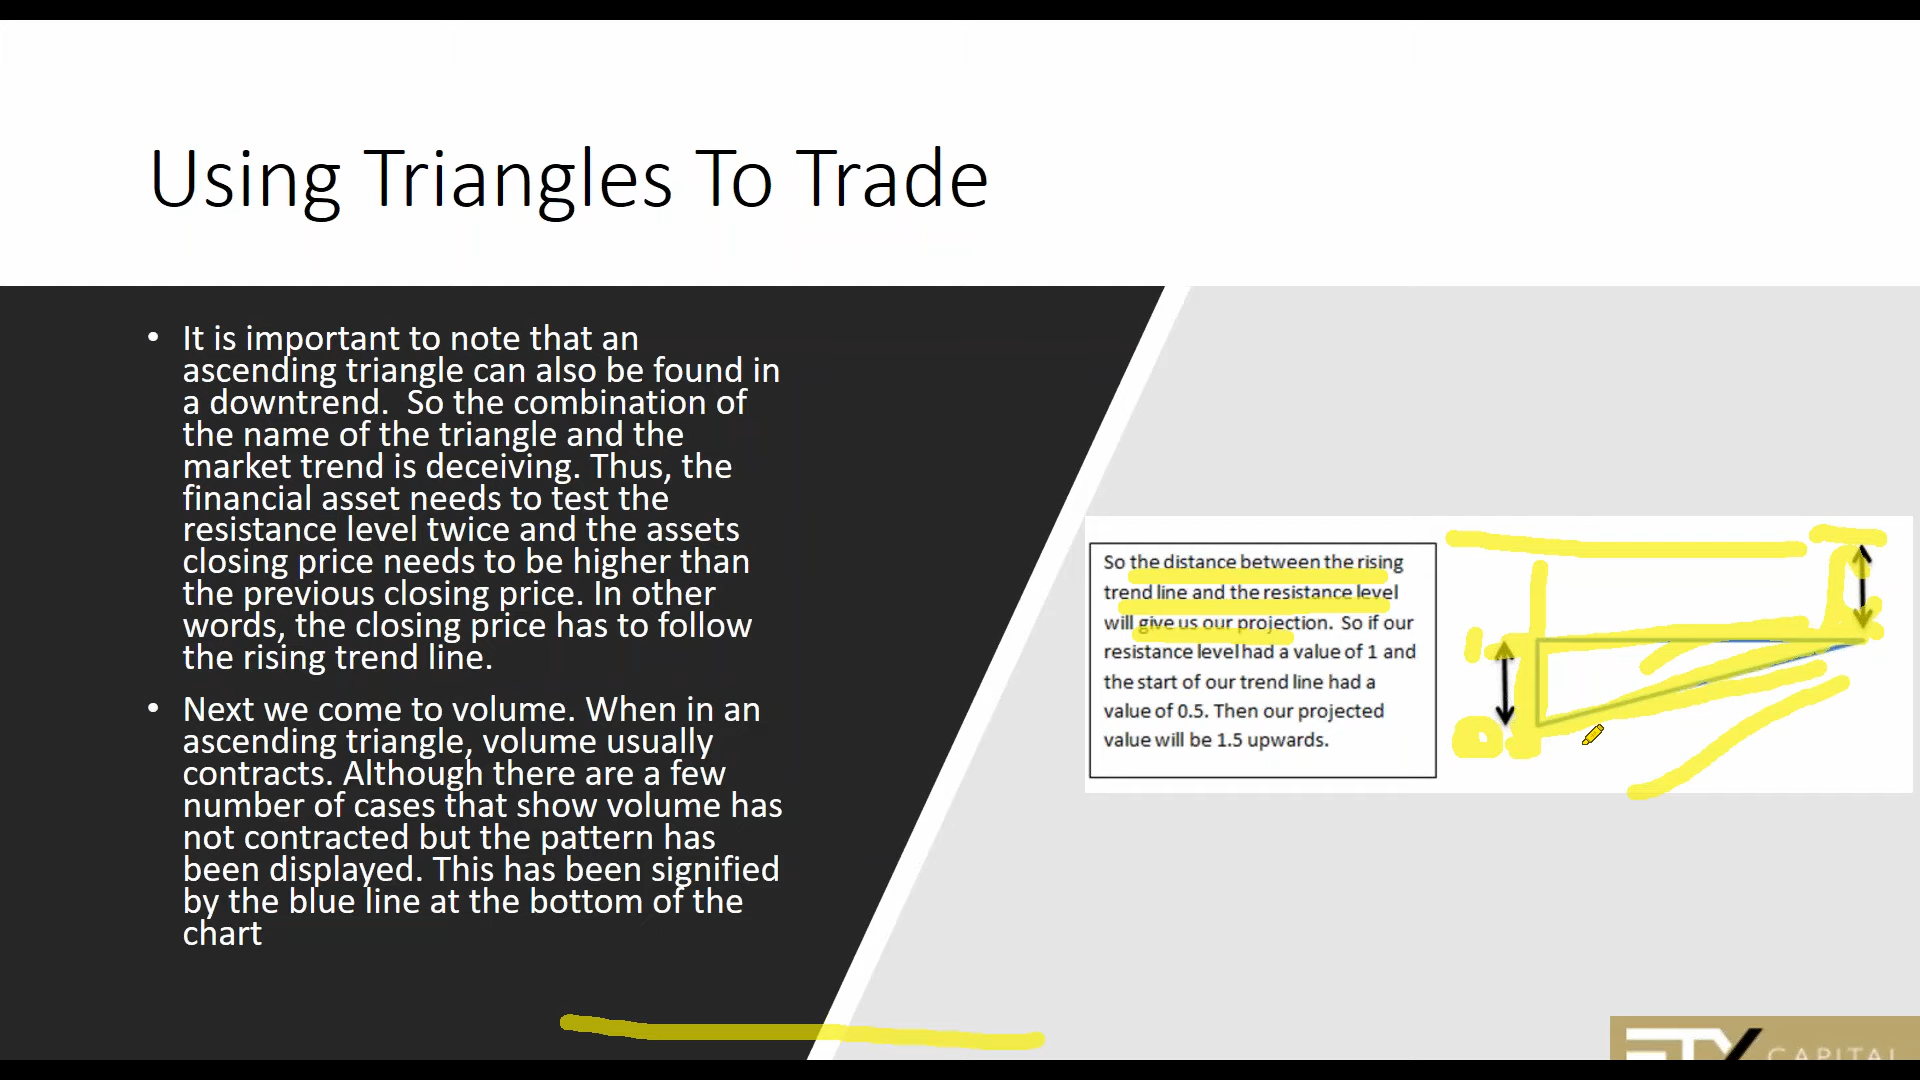 Using Triangles To Trade
• It is important to note that an
ascending triangle can also be found in
a downtrend.  So the combination of
the name of the triangle and the
market trend is deceiving. Thus, the
financial asset needs to test the
resistance level twice and the assets
closing price needs to be higher than
the previous closing price. In other
words, the closing price has to follow
the rising trend line.
• Next we come to volume. When in an
ascending triangle, volume usually
contracts. Although there are a few
number of cases that show volume has
not contracted but the pattern has
been displayed. This has been signified
by the blue line at the bottom of the
chart
So the distance between the rising
trend line and the resistance level
will give us our projection.  So if our
resistance level had a value of 1 and
the start of our trend line had a
value of 0.5. Then our projected
value will be 1.5 upwards.
CAPITAL